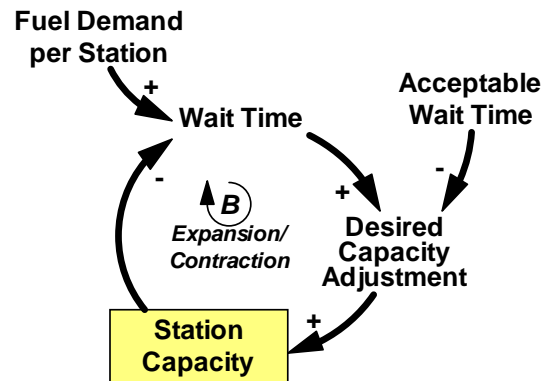 Fuel Demand
per Station
+
Wait Time
Acceptable
Wait Time
-
+
-
B
Expansion/
Contraction
Desired
Capacity
Adjustment
+
Station
Capacity